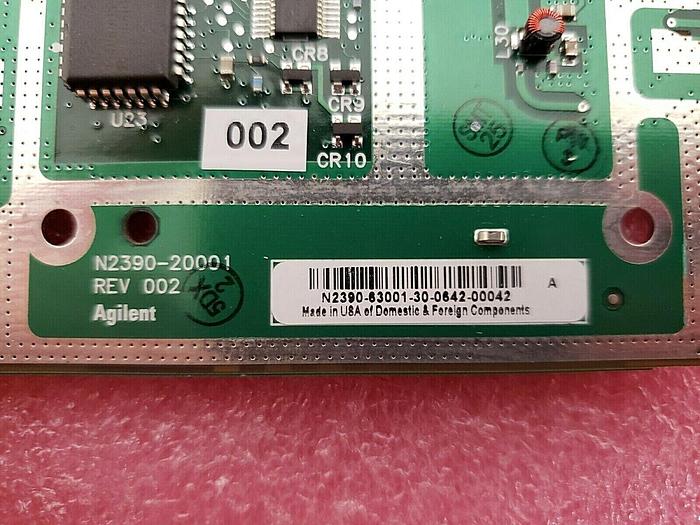 CR8
L30
CR9
U23
002
CR10
N2390-20001
REV 002
Agilent
N2390-63001-30-0642-00042
A
Made in USA of Domestic & Foreign Components